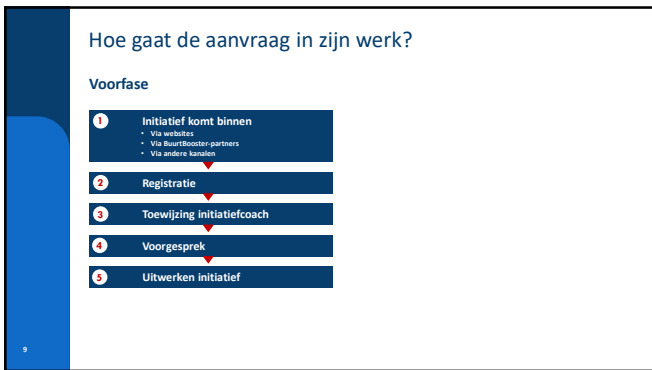 Hoe gaat de aanvraag in zijn werk?
Voorfase
1 Initiatief komt binnen
• Via websites
• Via BuurtBooster-partners
• Via andere kanalen
2 Registratie
3 Toewijzing initiatiefcoach
4 Voorgesprek
5 Uitwerken initiatief
9